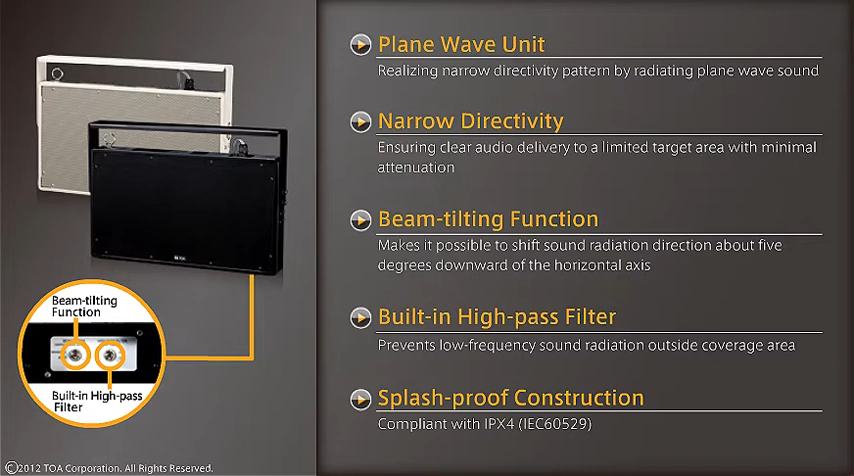 Plane Wave Unit
Realizing narrow directivity pattern by radiating plane wave sound
Narrow Directivity
Ensuring clear audio delivery to a limited target area with minimal
attenuation
Beam-tilting Function
Makes it possible to shift sound radiation direction about five
degrees downward of the horizontal axis
Built-in High-pass Filter
Prevents low-frequency sound radiation outside coverage area
Splash-proof Construction
Compliant with IPX4 (IEC60529)
TOA
Beam-tilting
Function
Built-in High-pass
Filter
©2012 TOA Corporation. All Rights Reserved.